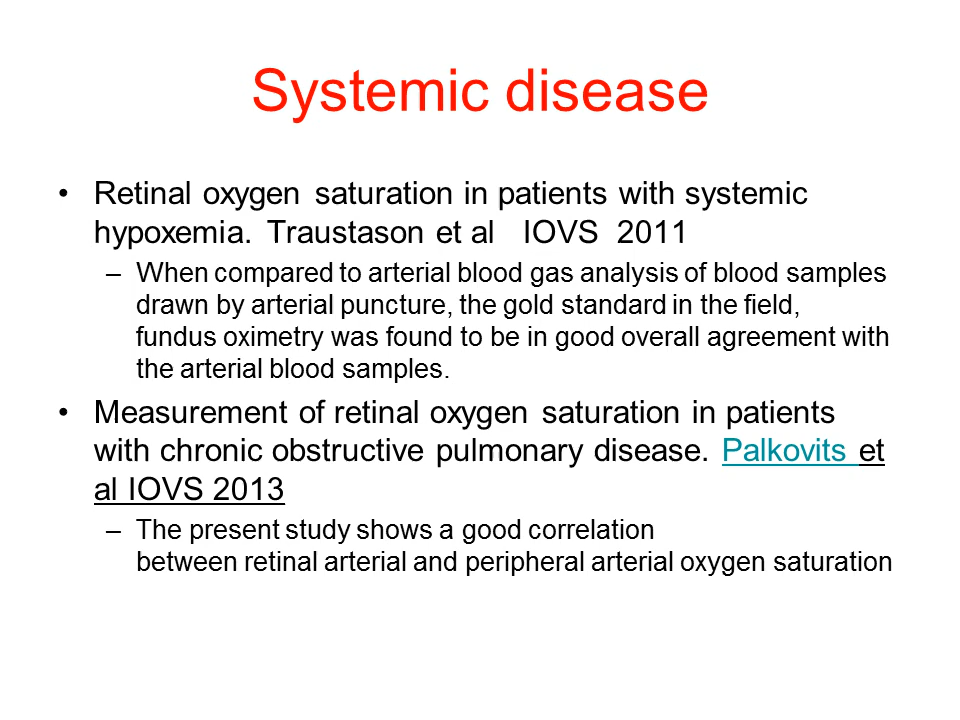 Systemic disease
• Retinal oxygen saturation in patients with systemic
hypoxemia. Traustason et al IOVS 2011
– When compared to arterial blood gas analysis of blood samples
drawn by arterial puncture, the gold standard in the field,
fundus oximetry was found to be in good overall agreement with
the arterial blood samples.
• Measurement of retinal oxygen saturation in patients
with chronic obstructive pulmonary disease. Palkovits et
al IOVS 2013
– The present study shows a good correlation
between retinal arterial and peripheral arterial oxygen saturation